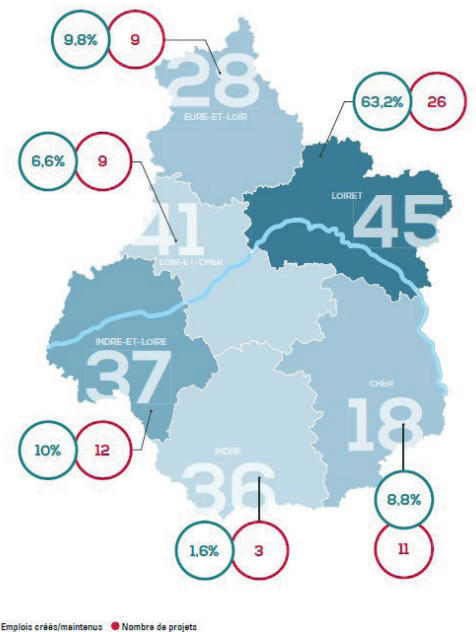 9,8% 9
28
EURE-ET-LOIR
63,2% 26
LOIRET
45
6,6% 9
41
LOIR-ET-CHER
INDRE-ET-LOIRE
37
10% 12
CHER
18
8,8%
11
INDRE
36
1,6% 3
Emplois créés/maintenus Nombre de projets